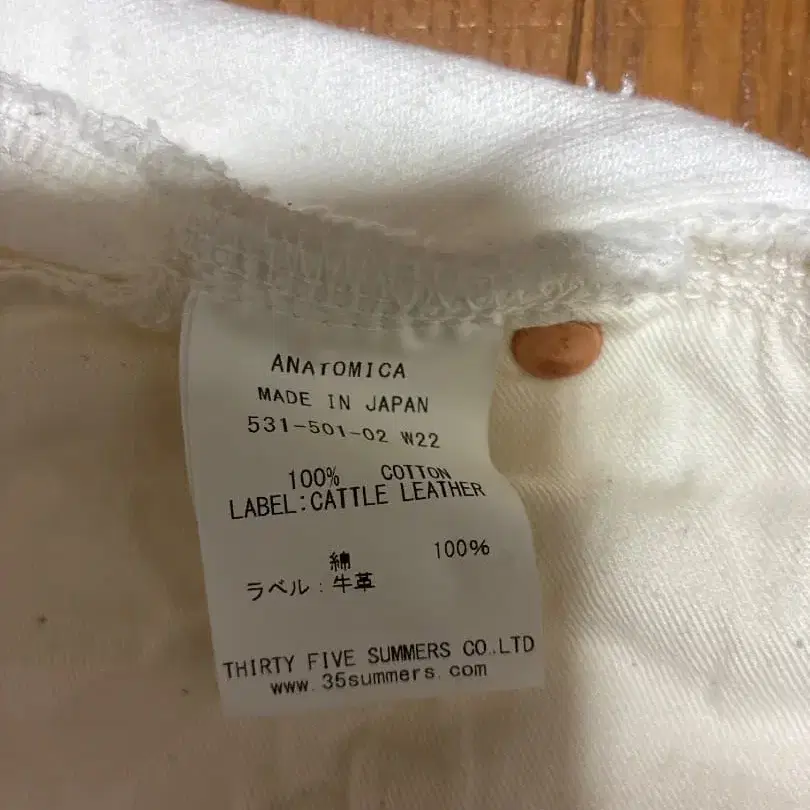 ANATOMICA
MADE IN JAPAN
531-501-02 W22
100% COTTON
LABEL:CATTLE LEATHER
綿 100%
ラベル:牛革
THIRTY FIVE SUMMERS CO.,LTD
www.35summers.com